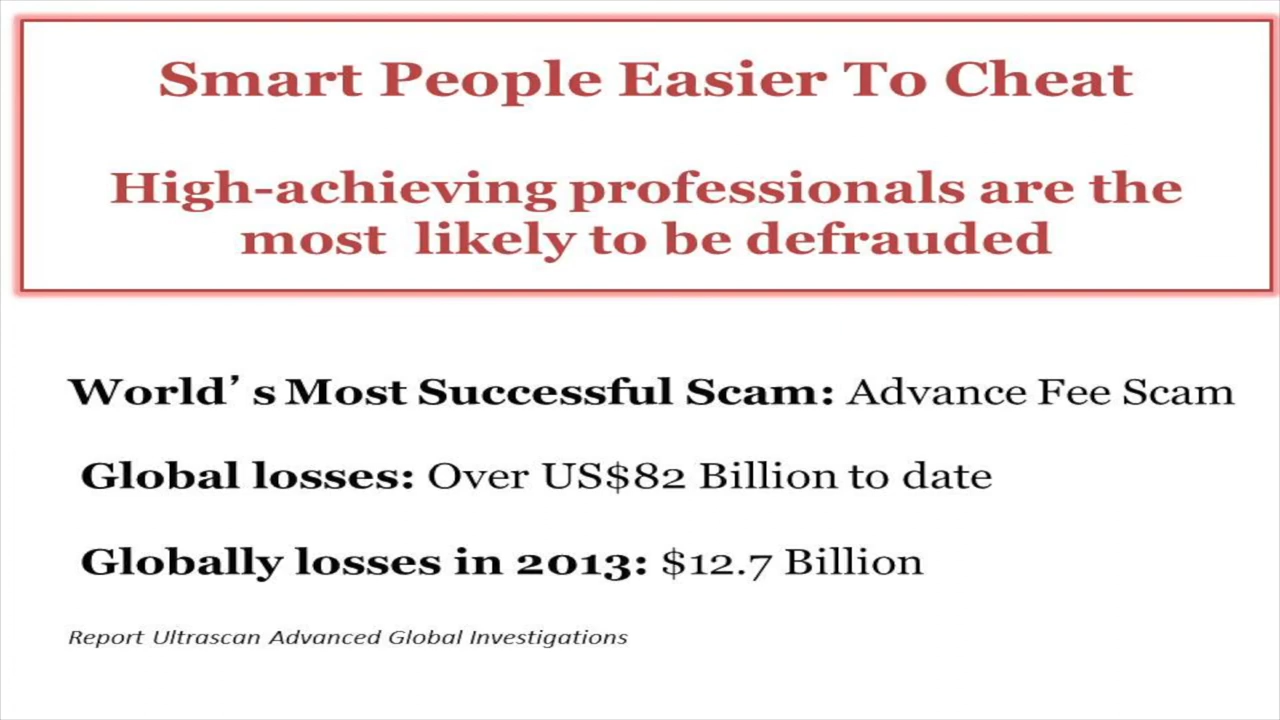 Smart People Easier To Cheat
High-achieving professionals are the
most likely to be defrauded
World’s Most Successful Scam: Advance Fee Scam
Global losses: Over US$82 Billion to date
Globally losses in 2013: $12.7 Billion
Report Ultrascan Advanced Global Investigations